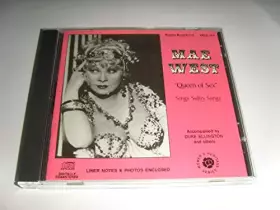 MAE
WEST
"Queen of Sex"
Sings Sultry Songs
Accompanied by
DUKE ELLINGTON
and others
LINER NOTES & PHOTOS ENCLOSED